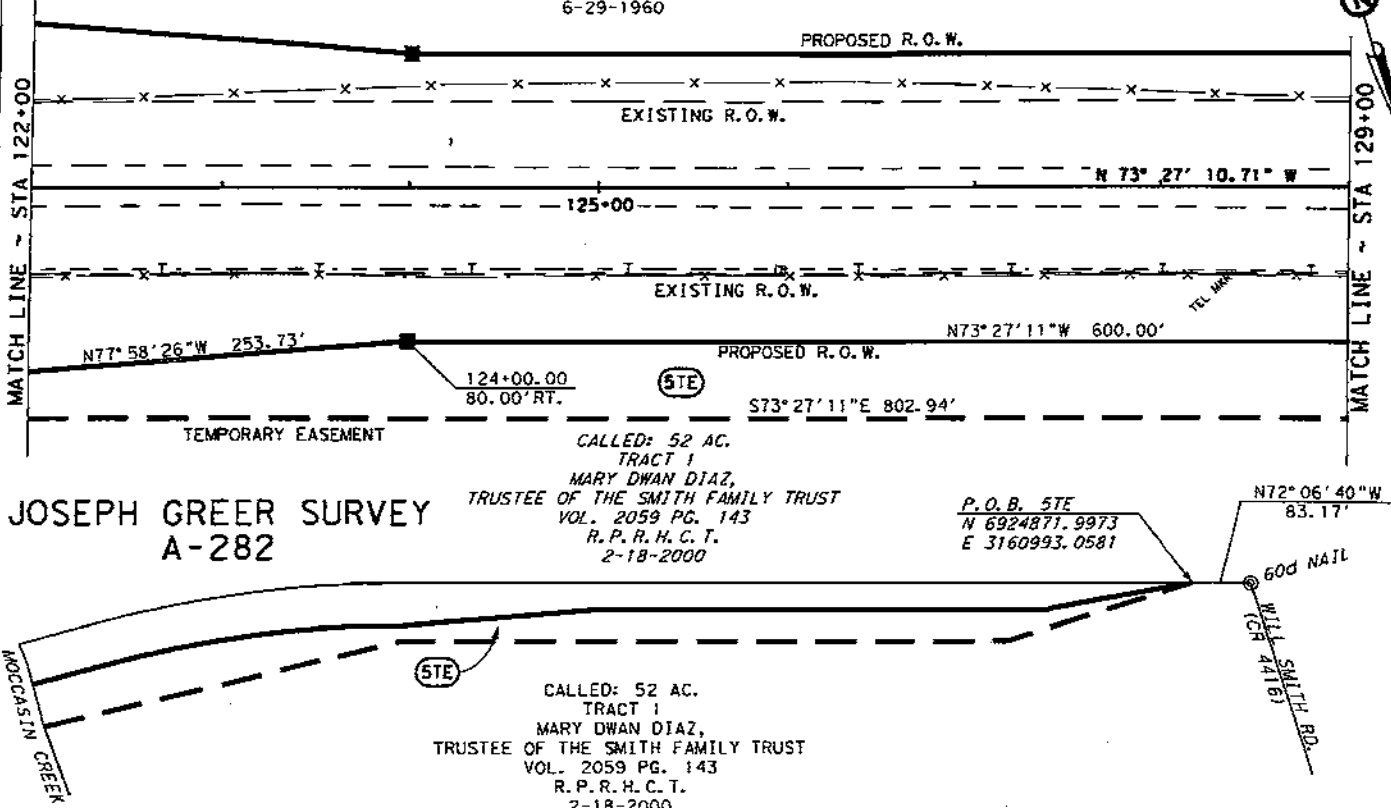 6-29-1960
PROPOSED R.O.W.
EXISTING R.O.W.
MATCH LINE ~ STA 122+00
MATCH LINE ~ STA 129+00
N 73° 27' 10.71" W
125+00
T T T T T T T T
EXISTING R.O.W.
TEL MKR
N77°58'26"W 253.73'
N73°27'11"W 600.00'
PROPOSED R.O.W.
124+00.00
80.00'RT.
5TE
S73°27'11"E 802.94'
TEMPORARY EASEMENT
CALLED: 52 AC.
TRACT 1
MARY DWAN DIAZ,
TRUSTEE OF THE SMITH FAMILY TRUST
VOL. 2059 PG. 143
R.P.R.H.C.T.
2-18-2000
JOSEPH GREER SURVEY
A-282
P.O.B. 5TE
N 6924871.9973
E 3160993.0581
N72°06'40"W
83.17'
60d NAIL
WILL SMITH RD.
(CR 4416)
MOCCASIN CREEK
5TE
CALLED: 52 AC.
TRACT 1
MARY DWAN DIAZ,
TRUSTEE OF THE SMITH FAMILY TRUST
VOL. 2059 PG. 143
R.P.R.H.C.T.
2-18-2000